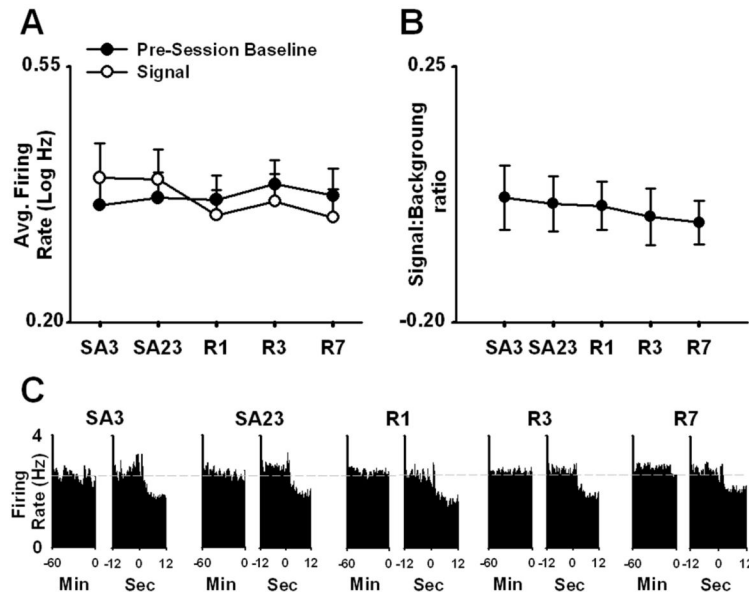 A
B
Pre-Session Baseline
Signal
0.55
0.25
Avg. Firing
Rate (Log Hz)
Signal:Backgroung
ratio
0.20
-0.20
SA3 SA23 R1 R3 R7
SA3 SA23 R1 R3 R7
C
SA3 SA23 R1 R3 R7
4
Firing
Rate (Hz)
0
-60 0 -12 0 12 -60 0 -12 0 12 -60 0 -12 0 12 -60 0 -12 0 12 -60 0 -12 0 12
Min Sec Min Sec Min Sec Min Sec Min Sec